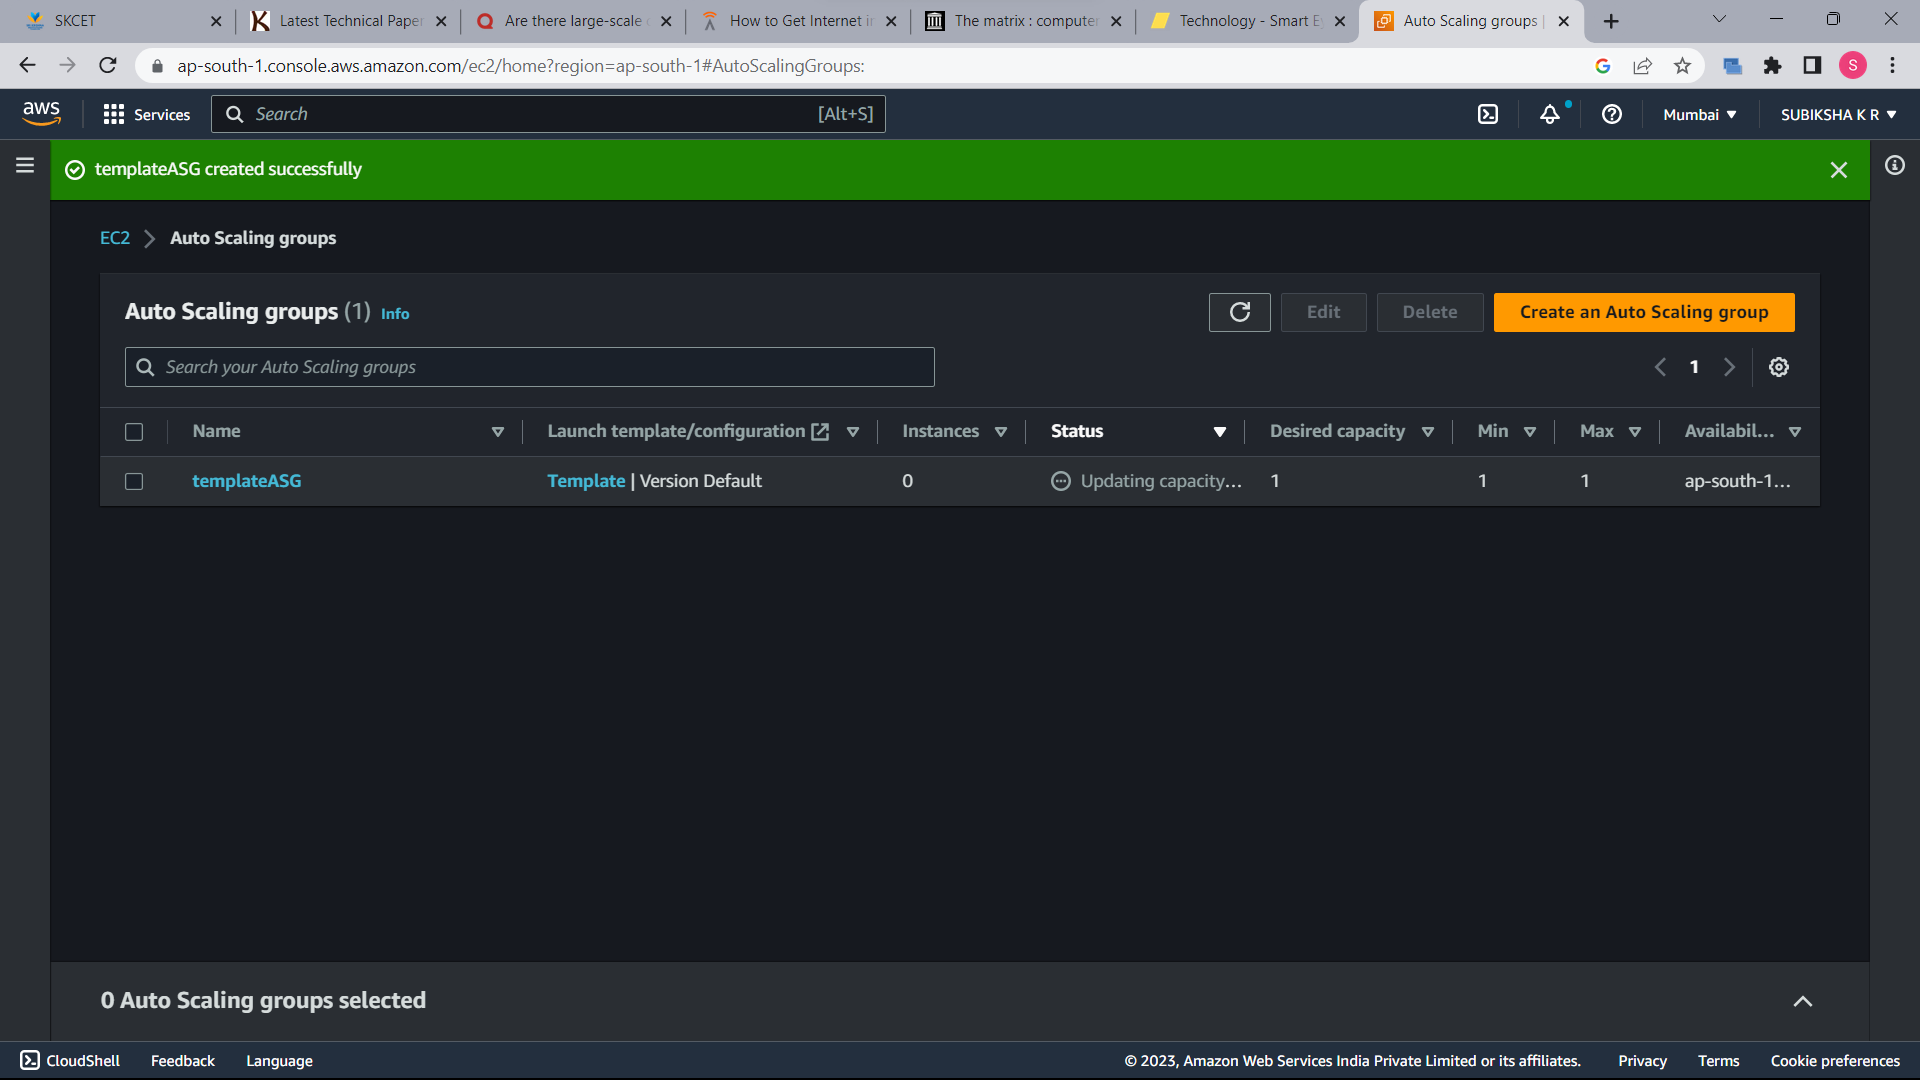 SKCET
Latest Technical Paper
Are there large-scale
How to Get Internet in
The matrix : computer
Technology - Smart E
Auto Scaling groups |
ap-south-1.console.aws.amazon.com/ec2/home?region=ap-south-1#AutoScalingGroups:
S
aws
Services
Search
[Alt+S]
Mumbai
SUBIKSHA K R
templateASG created successfully
EC2
Auto Scaling groups
Auto Scaling groups (1) Info
Edit
Delete
Create an Auto Scaling group
Search your Auto Scaling groups
1
Name
Launch template/configuration
Instances
Status
Desired capacity
Min
Max
Availabil...
templateASG
Template | Version Default
0
Updating capacity...
1
1
1
ap-south-1...
0 Auto Scaling groups selected
CloudShell
Feedback
Language
© 2023, Amazon Web Services India Private Limited or its affiliates.
Privacy
Terms
Cookie preferences